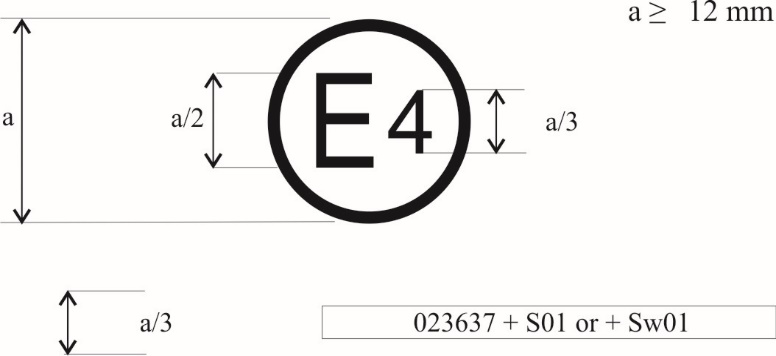 a ≥ 12 mm
a
a/2
E4
a/3
a/3
023637 + S01 or + Sw01